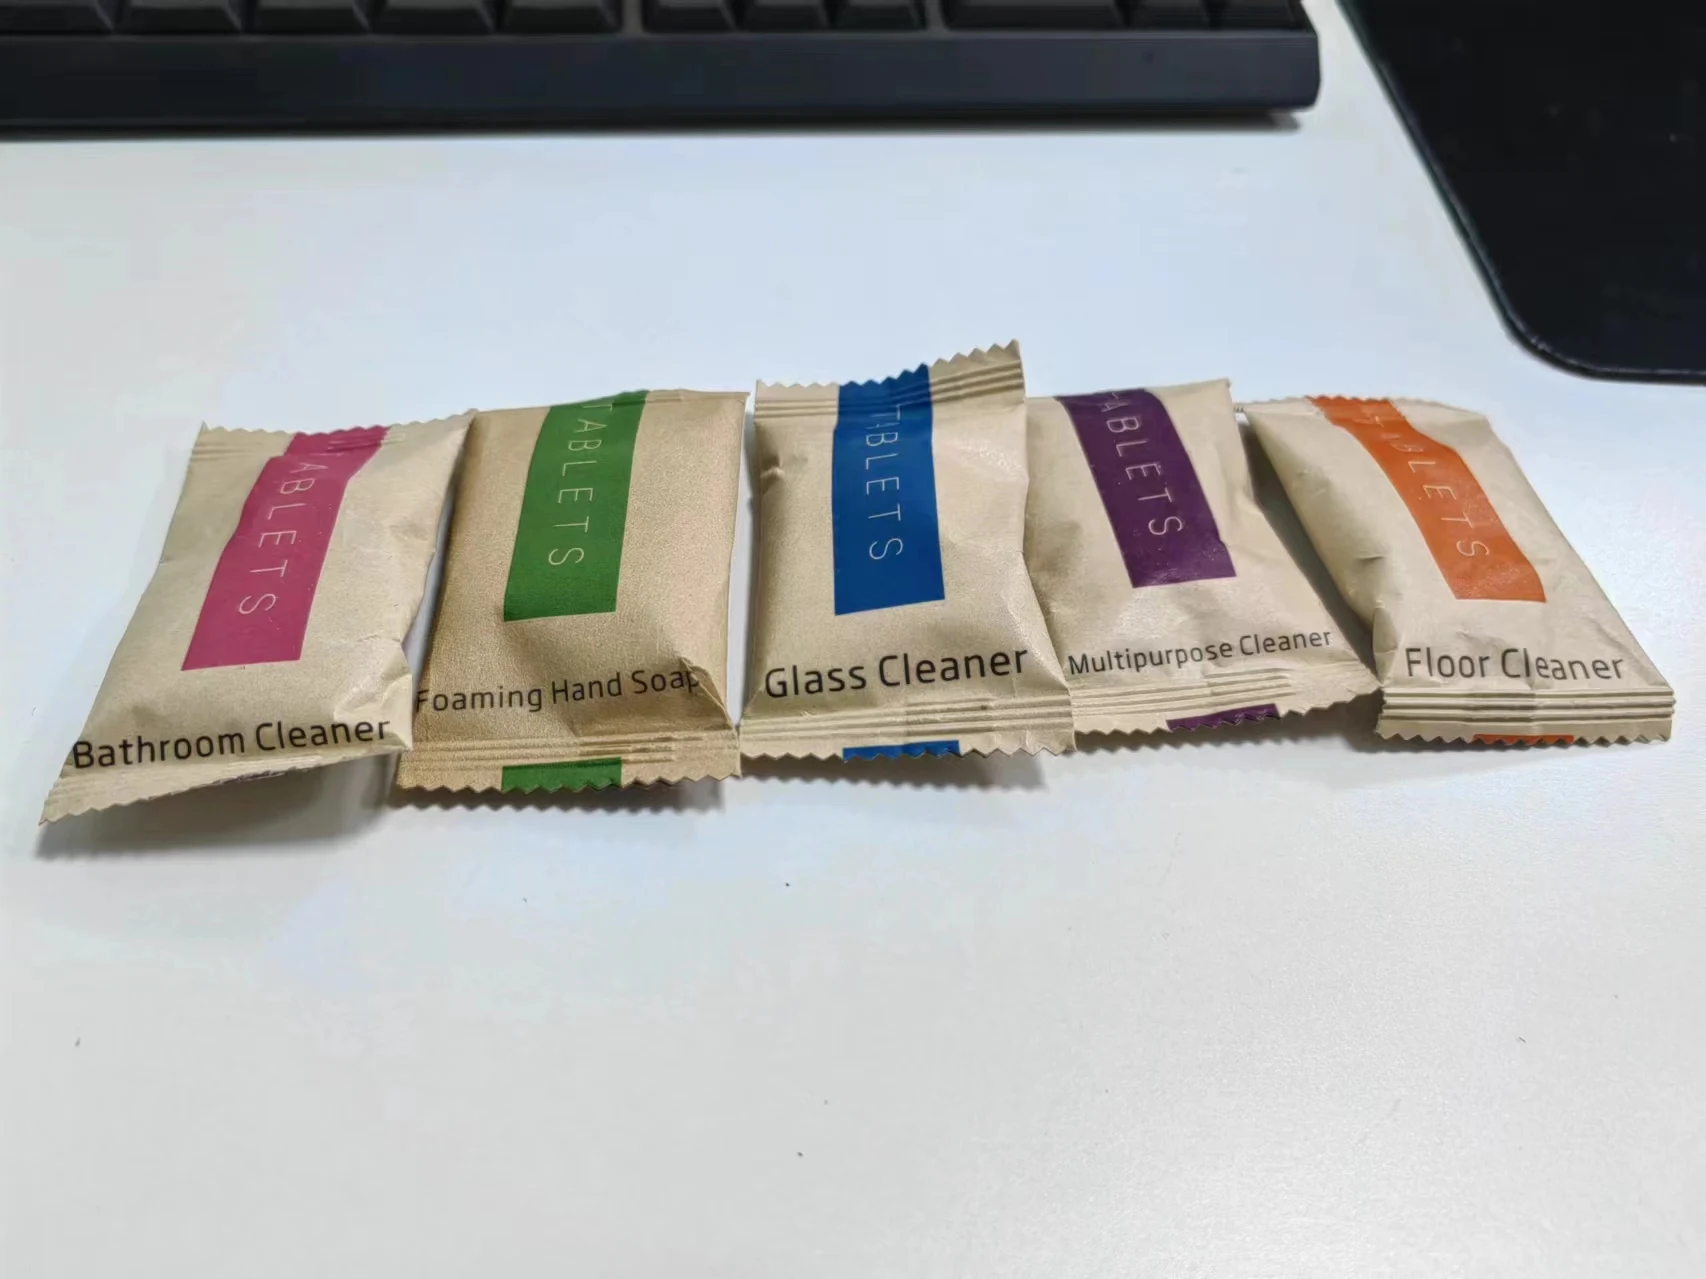 TABLETS
Bathroom Cleaner
TABLETS
Foaming Hand Soap
TABLETS
Glass Cleaner
TABLETS
Multipurpose Cleaner
TABLETS
Floor Cleaner